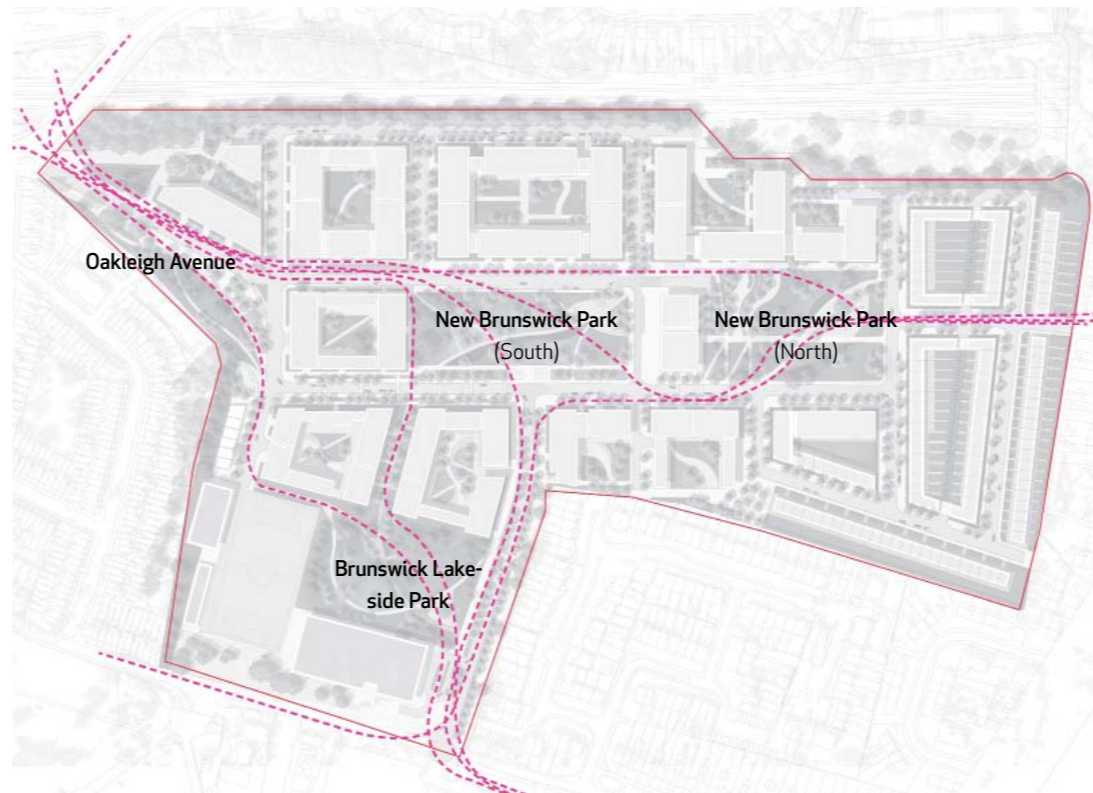 Oakleigh Avenue
New Brunswick Park
(South)
New Brunswick Park
(North)
Brunswick Lake-
side Park